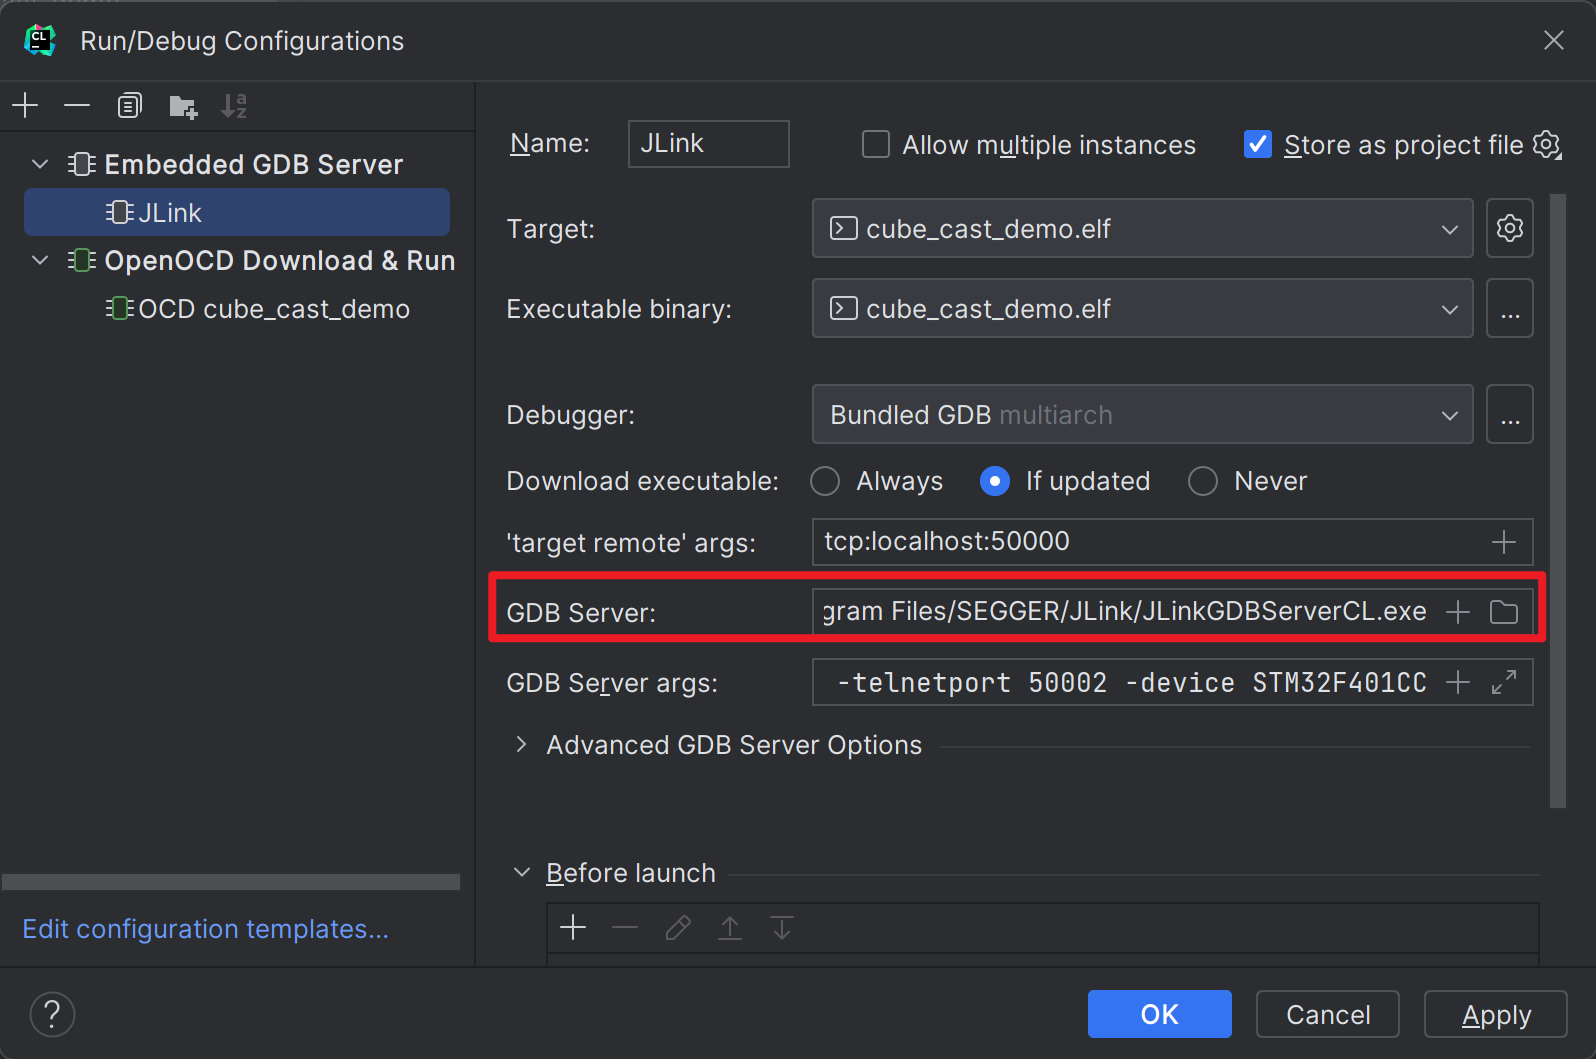 CL
Run/Debug Configurations
Embedded GDB Server
JLink
OpenOCD Download & Run
OCD cube_cast_demo
Edit configuration templates...
Name: JLink Allow multiple instances Store as project file
Target: cube_cast_demo.elf
Executable binary: cube_cast_demo.elf ...
Debugger: Bundled GDB multiarch ...
Download executable: Always If updated Never
'target remote' args: tcp:localhost:50000
GDB Server: gram Files/SEGGER/JLink/JLinkGDBServerCL.exe
GDB Server args: -telnetport 50002 -device STM32F401CC
Advanced GDB Server Options
Before launch
? OK Cancel Apply